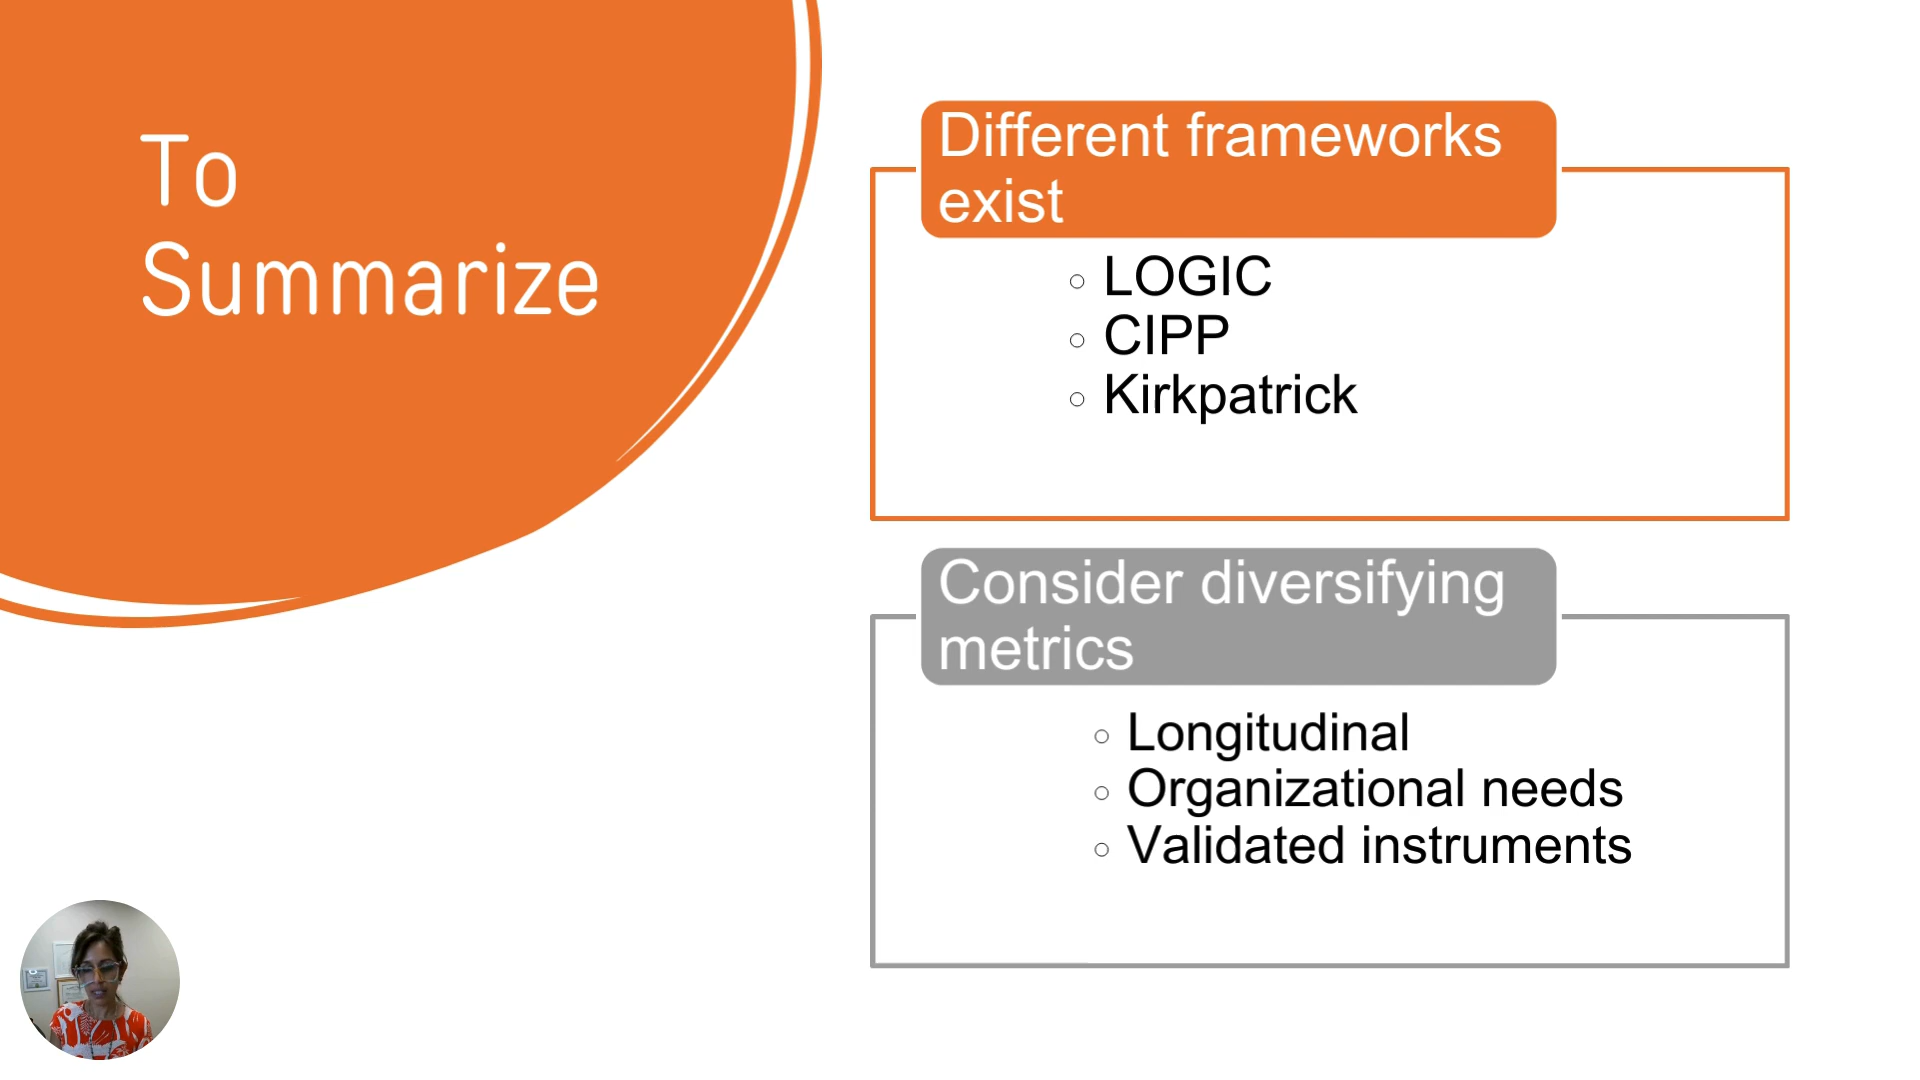 To
Summarize
Different frameworks
exist
LOGIC
CIPP
Kirkpatrick
Consider diversifying
metrics
Longitudinal
Organizational needs
Validated instruments